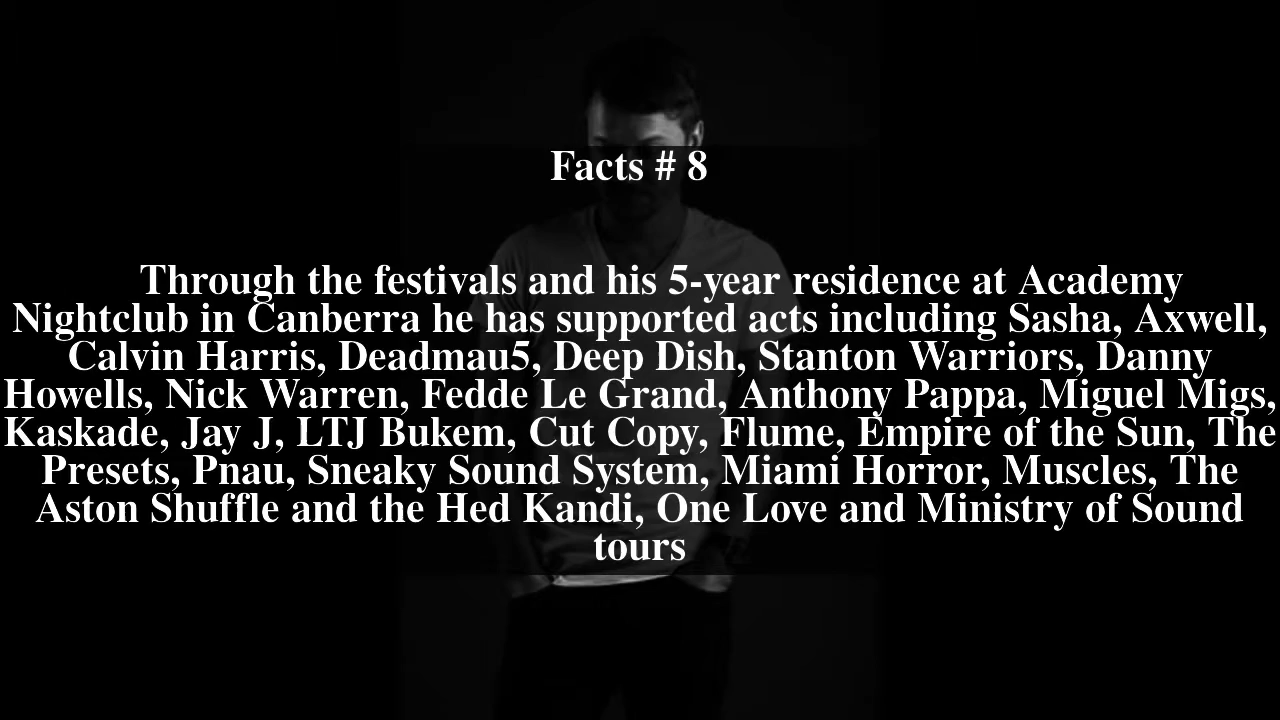 Facts # 8
Through the festivals and his 5-year residence at Academy
Nightclub in Canberra he has supported acts including Sasha, Axwell,
Calvin Harris, Deadmau5, Deep Dish, Stanton Warriors, Danny
Howells, Nick Warren, Fedde Le Grand, Anthony Pappa, Miguel Migs,
Kaskade, Jay J, LTJ Bukem, Cut Copy, Flume, Empire of the Sun, The
Presets, Pnau, Sneaky Sound System, Miami Horror, Muscles, The
Aston Shuffle and the Hed Kandi, One Love and Ministry of Sound
tours